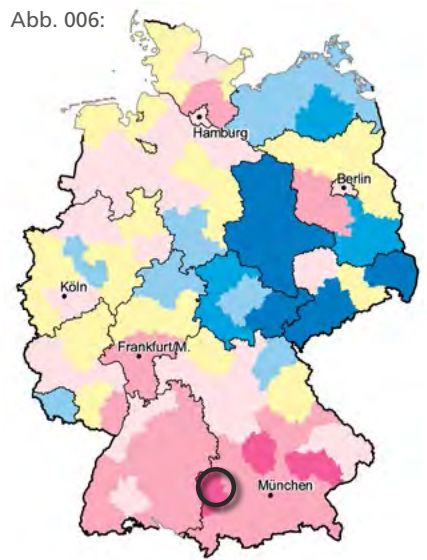 Abb. 006:
Hamburg
Berlin
Köln
Frankfurt/M.
München